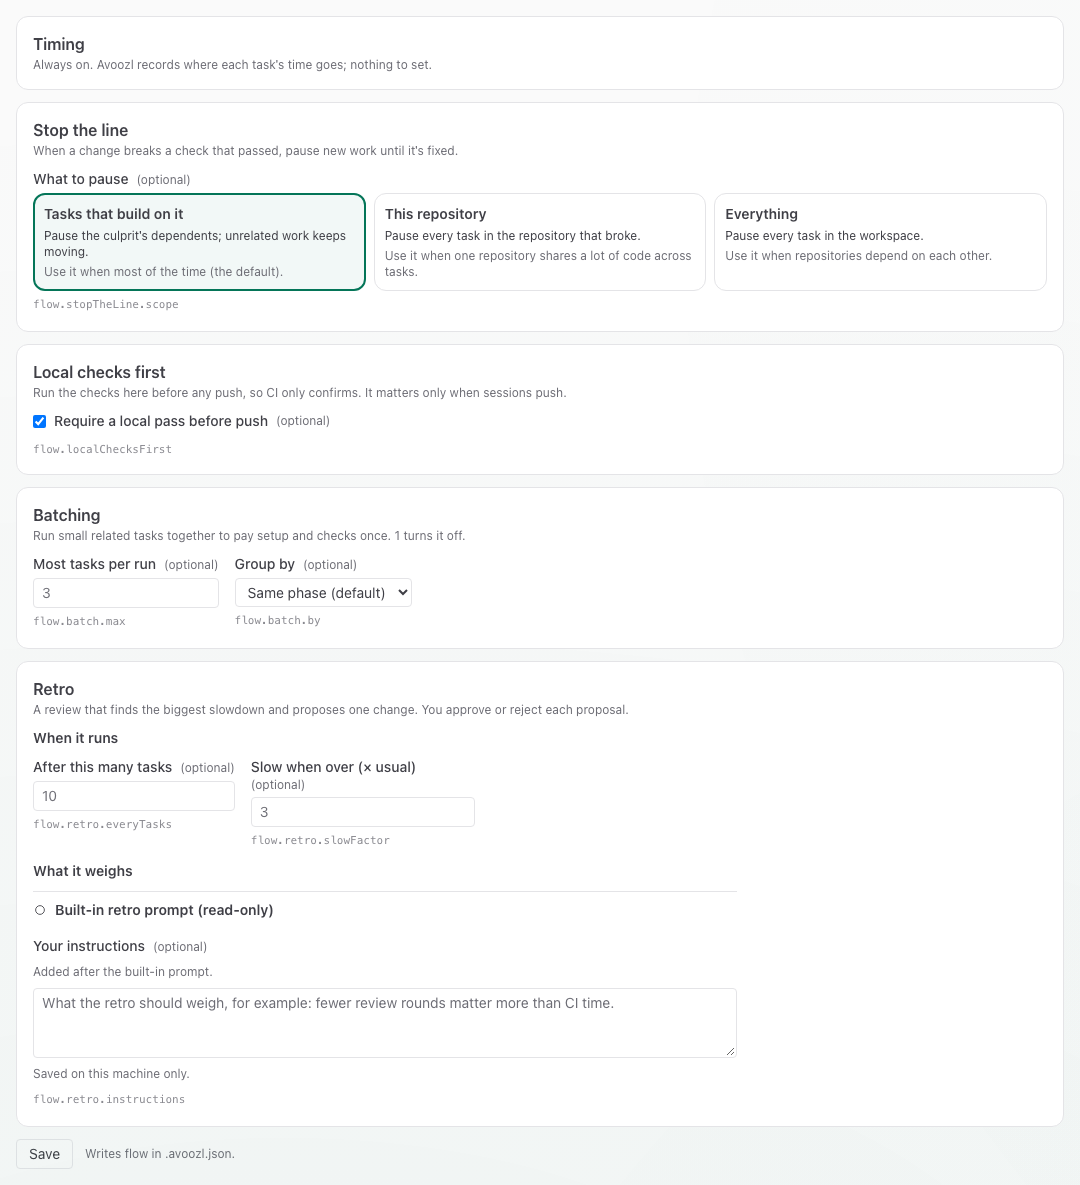 Timing
Always on. Avoozl records where each task's time goes; nothing to set.
Stop the line
When a change breaks a check that passed, pause new work until it's fixed.
What to pause (optional)
Tasks that build on it
Pause the culprit's dependents; unrelated work keeps
moving.
Use it when most of the time (the default).
This repository
Pause every task in the repository that broke.
Use it when one repository shares a lot of code across
tasks.
Everything
Pause every task in the workspace.
Use it when repositories depend on each other.
flow.stopTheLine.scope
Local checks first
Run the checks here before any push, so CI only confirms. It matters only when sessions push.
Require a local pass before push (optional)
flow.localChecksFirst
Batching
Run small related tasks together to pay setup and checks once. 1 turns it off.
Most tasks per run (optional)
3
flow.batch.max
Group by (optional)
Same phase (default)
flow.batch.by
Retro
A review that finds the biggest slowdown and proposes one change. You approve or reject each proposal.
When it runs
After this many tasks (optional)
10
flow.retro.everyTasks
Slow when over (× usual)
(optional)
3
flow.retro.slowFactor
What it weighs
Built-in retro prompt (read-only)
Your instructions (optional)
Added after the built-in prompt.
What the retro should weigh, for example: fewer review rounds matter more than CI time.
Saved on this machine only.
flow.retro.instructions
Save
Writes flow in .avoozl.json.